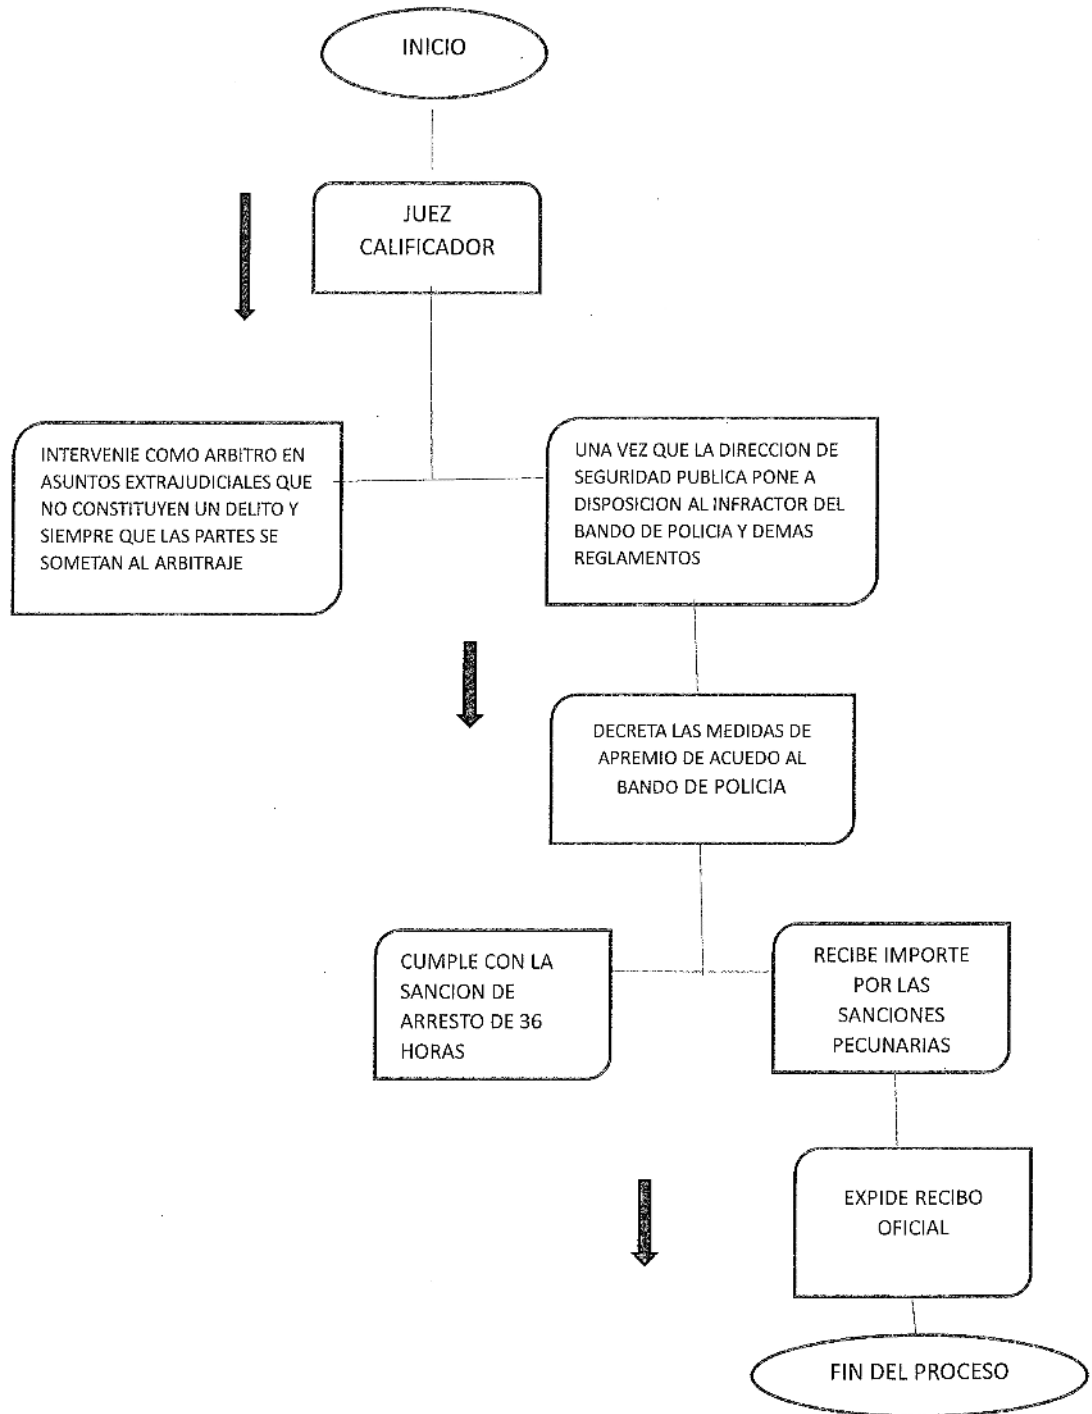 INICIO
JUEZ
CALIFICADOR
INTERVENIE COMO ARBITRO EN
ASUNTOS EXTRAJUDICIALES QUE
NO CONSTITUYEN UN DELITO Y
SIEMPRE QUE LAS PARTES SE
SOMETAN AL ARBITRAJE
UNA VEZ QUE LA DIRECCION DE
SEGURIDAD PUBLICA PONE A
DISPOSICION AL INFRACTOR DEL
BANDO DE POLICIA Y DEMAS
REGLAMENTOS
DECRETA LAS MEDIDAS DE
APREMIO DE ACUEDO AL
BANDO DE POLICIA
CUMPLE CON LA
SANCION DE
ARRESTO DE 36
HORAS
RECIBE IMPORTE
POR LAS
SANCIONES
PECUNARIAS
EXPIDE RECIBO
OFICIAL
FIN DEL PROCESO